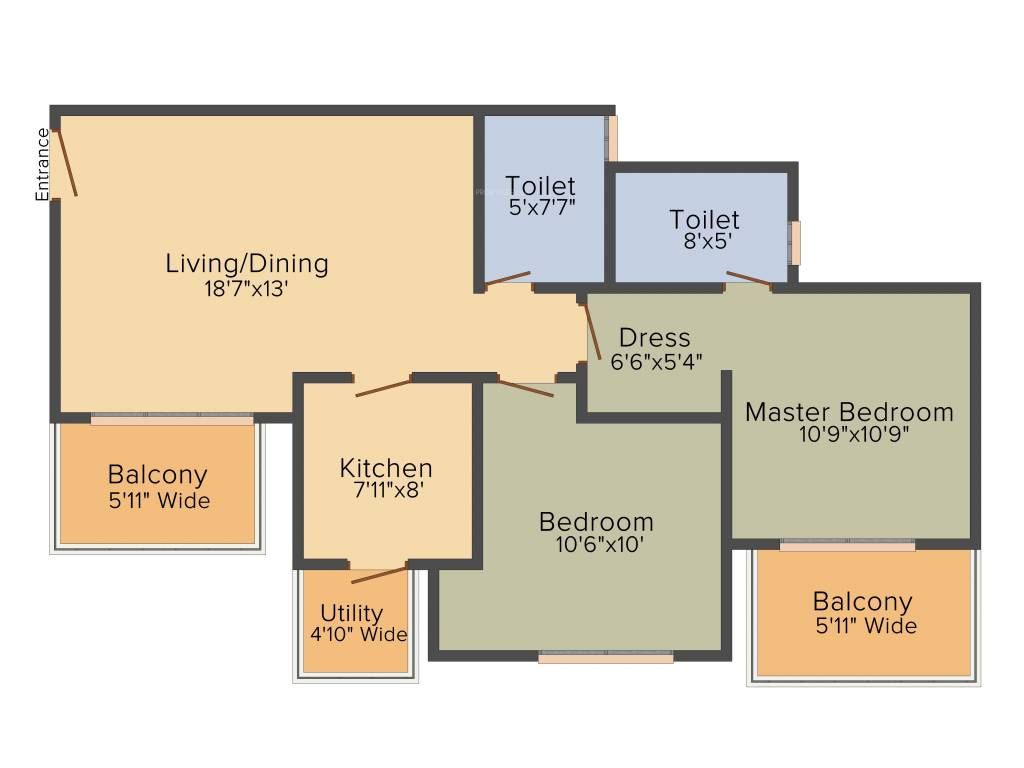 Entrance
Toilet
5'x7'7"
Toilet
8'x5'
Living/Dining
18'7"x13'
Dress
6'6"x5'4"
Master Bedroom
10'9"x10'9"
Balcony
5'11" Wide
Kitchen
7'11"x8'
Bedroom
10'6"x10'
Utility
4'10" Wide
Balcony
5'11" Wide